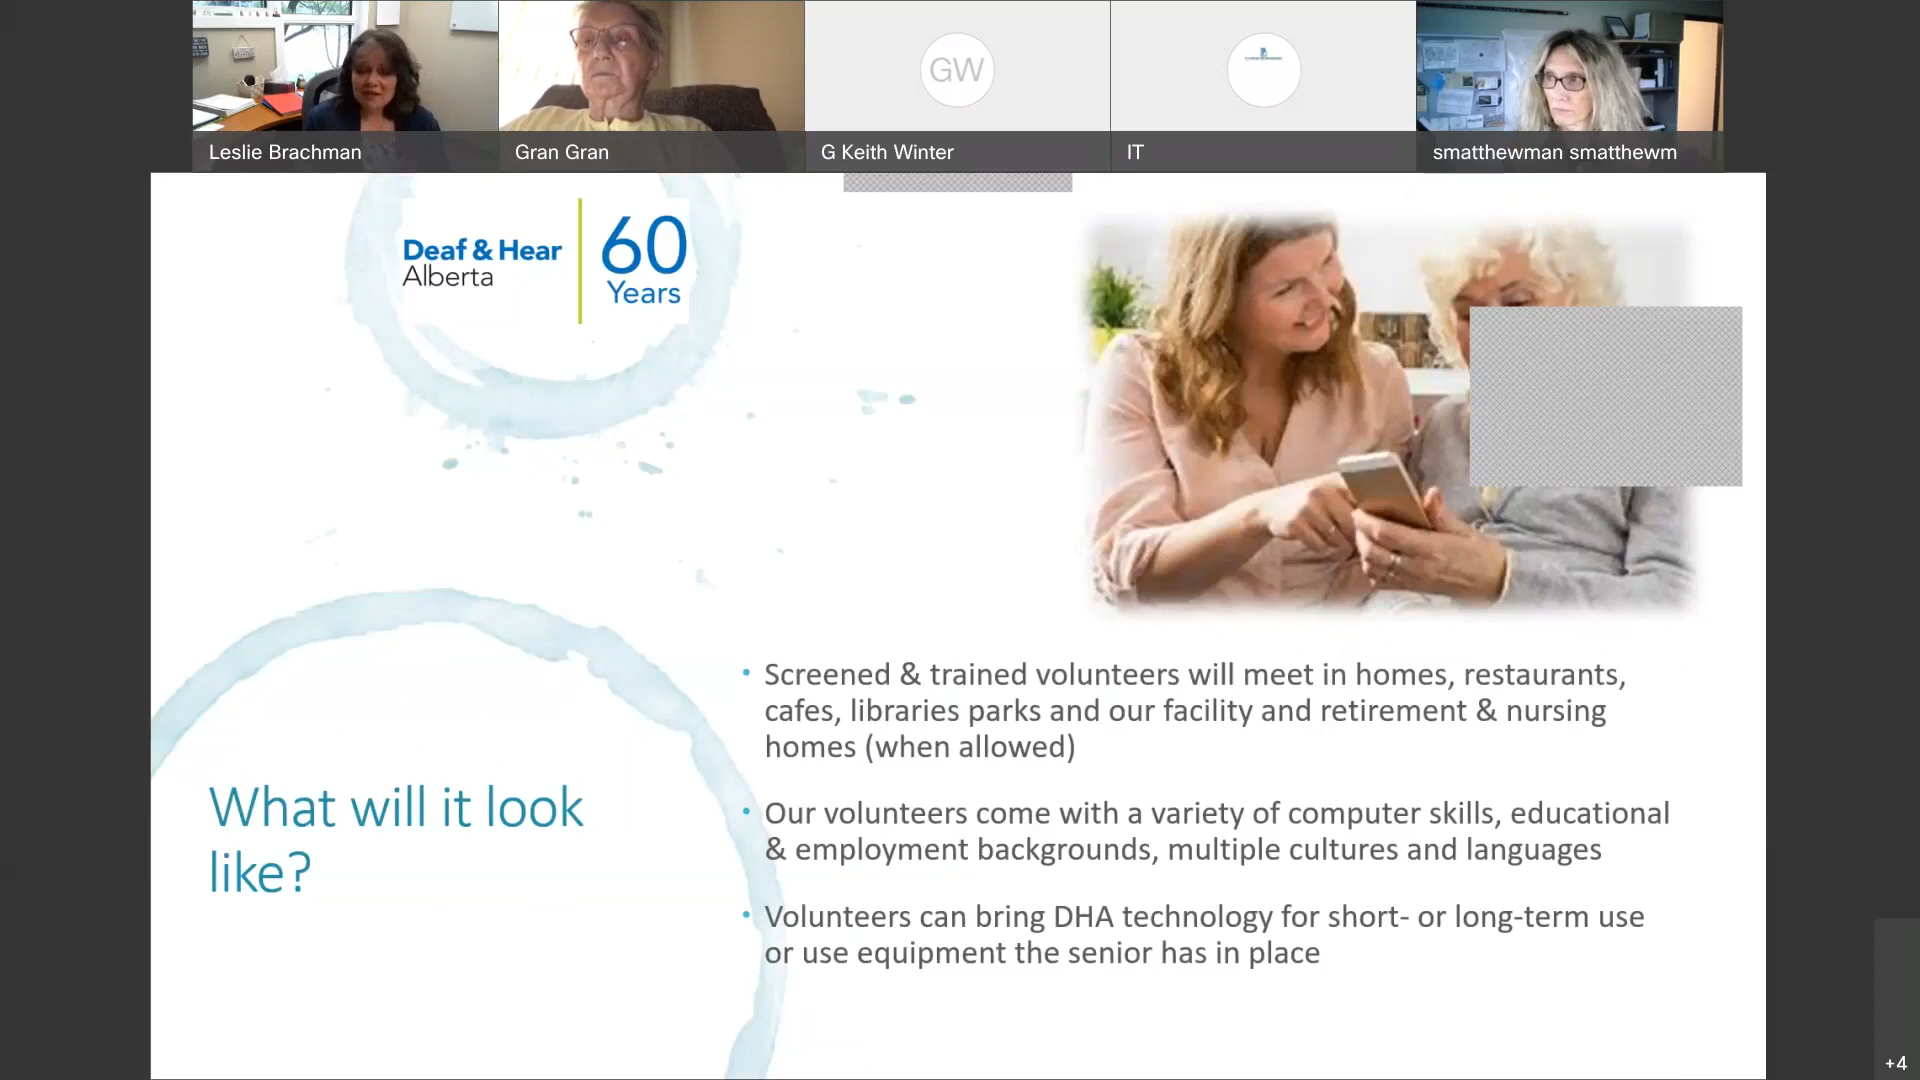 Leslie Brachman
Gran Gran
GW
G Keith Winter
IT
smatthewman smatthewm
Deaf & Hear
Alberta
60
Years
What will it look
like?
• Screened & trained volunteers will meet in homes, restaurants,
cafes, libraries parks and our facility and retirement & nursing
homes (when allowed)
• Our volunteers come with a variety of computer skills, educational
& employment backgrounds, multiple cultures and languages
• Volunteers can bring DHA technology for short- or long-term use
or use equipment the senior has in place
+4